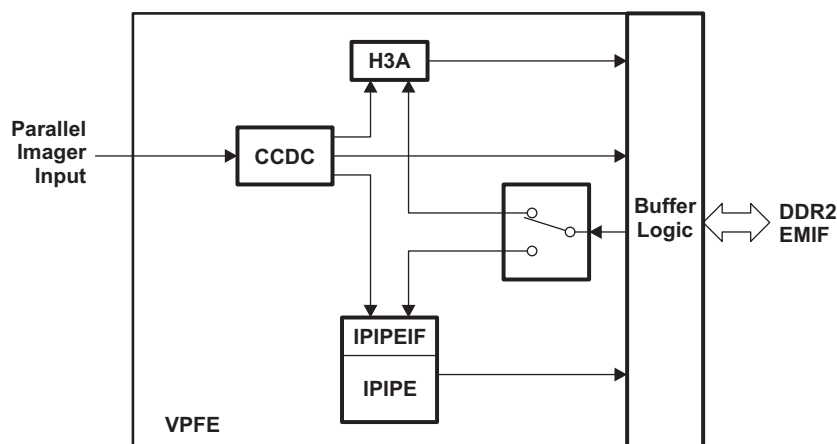 H3A
Parallel
Imager
Input
CCDC
Buffer
Logic
DDR2
EMIF
IPIPEIF
IPIPE
VPFE